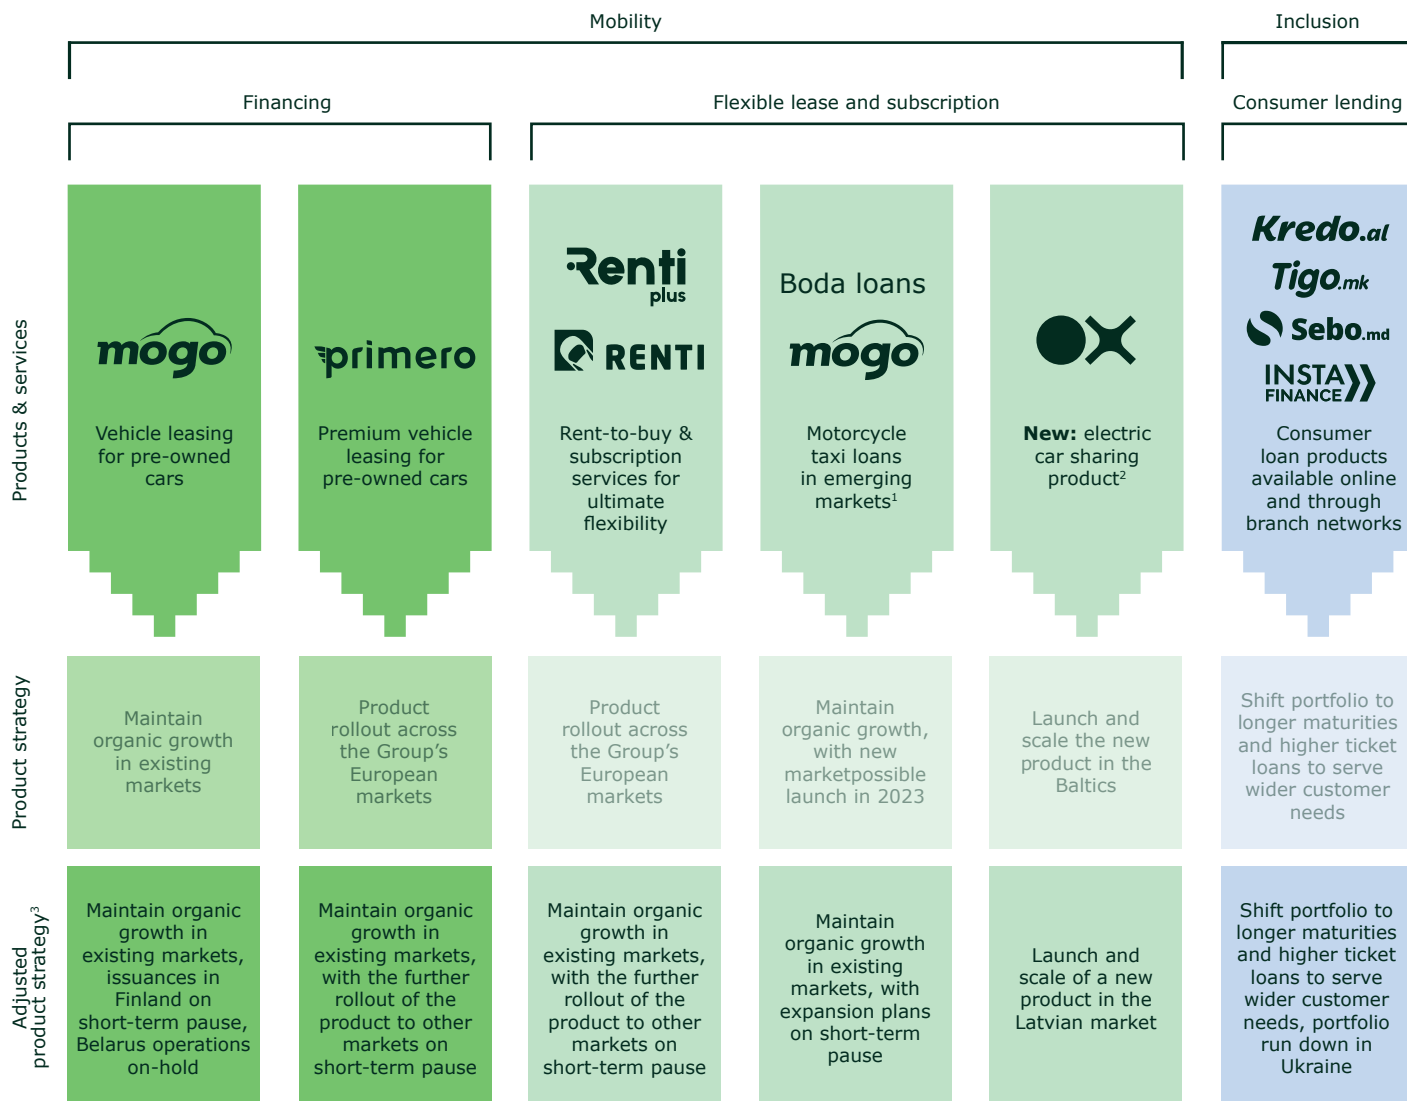 Mobility
Inclusion
Financing
Flexible lease and subscription
Consumer lending
Products & services
mogo
Vehicle leasing
for pre-owned
cars
primero
Premium vehicle
leasing for
pre-owned cars
Renti
plus
RENTI
Rent-to-buy &
subscription
services for
ultimate
flexibility
Boda loans
mogo
Motorcycle
taxi loans
in emerging
markets¹
OX
New: electric
car sharing
product²
Kredo.al
Tigo.mk
Sebo.md
INSTA
FINANCE
Consumer
loan products
available online
and through
branch networks
Product strategy
Maintain
organic growth
in existing
markets
Product
rollout across
the Group’s
European
markets
Product
rollout across
the Group’s
European
markets
Maintain
organic growth,
with new
marketpossible
launch in 2023
Launch and
scale the new
product in the
Baltics
Shift portfolio to
longer maturities
and higher ticket
loans to serve
wider customer
needs
Adjusted
product strategy³
Maintain organic
growth in
existing markets,
issuances in
Finland on
short-term pause,
Belarus operations
on-hold
Maintain organic
growth in
existing markets,
with the further
rollout of the
product to other
markets on
short-term pause
Maintain organic
growth in
existing markets,
with the further
rollout of the
product to other
markets on
short-term pause
Maintain
organic growth
in existing
markets, with
expansion plans
on short-term
pause
Launch and
scale of a new
product in the
Latvian market
Shift portfolio to
longer maturities
and higher ticket
loans to serve
wider customer
needs, portfolio
run down in
Ukraine